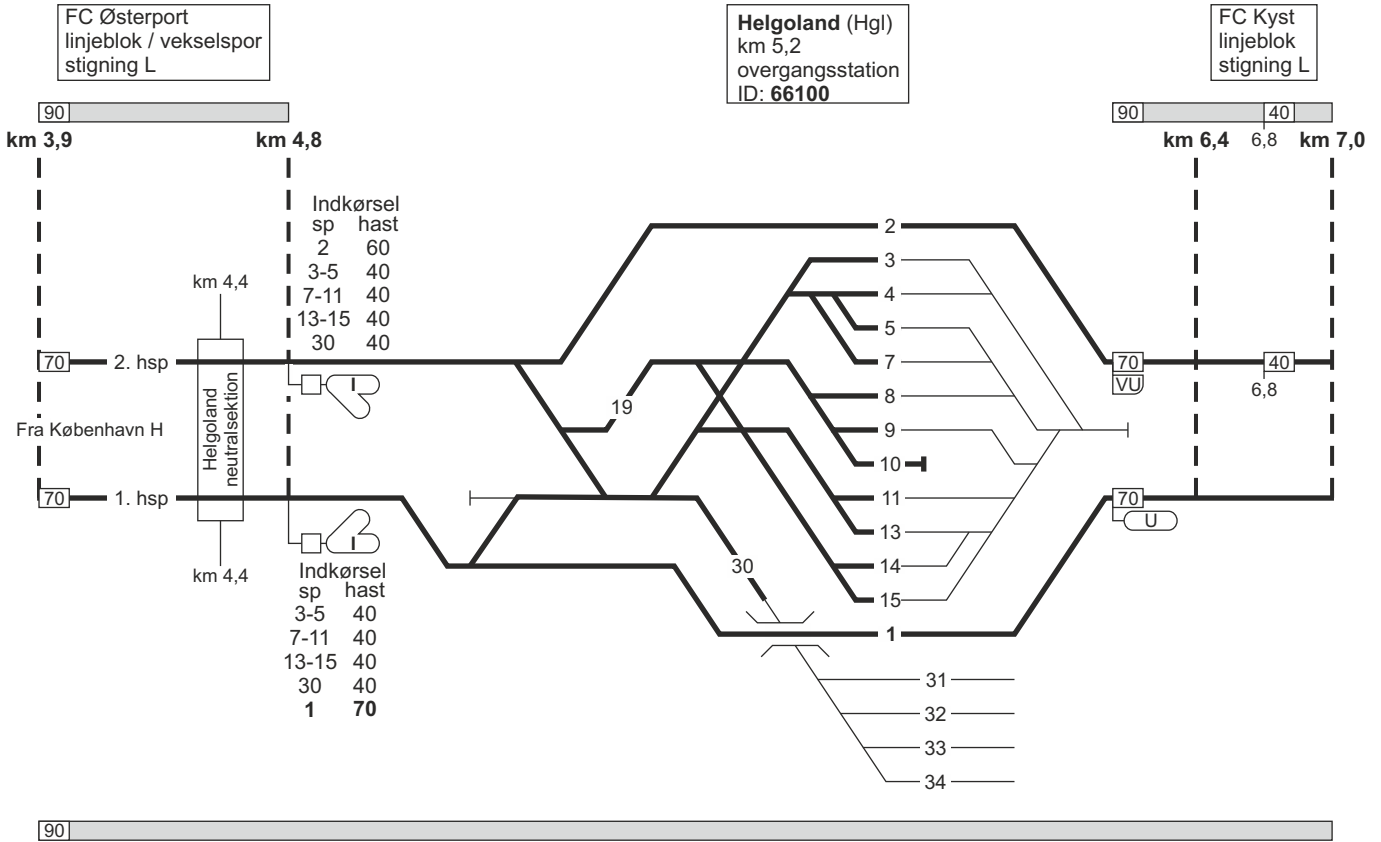 FC Østerport
linjeblok / vekselspor
stigning L
Helgoland (Hgl)
km 5,2
overgangsstation
ID: 66100
FC Kyst
linjeblok
stigning L
90
90
40
km 3,9
km 4,8
km 6,4
6,8
km 7,0
Indkørsel
sp hast
2 60
3-5 40
7-11 40
13-15 40
30 40
km 4,4
2
3
4
5
7
8
9
10
11
13
14
15
1
70
2. hsp
I
19
70
VU
40
6,8
Fra København H
Helgoland
neutralsektion
70
1. hsp
I
70
U
km 4,4
30
Indkørsel
sp hast
3-5 40
7-11 40
13-15 40
30 40
1 70
31
32
33
34
90